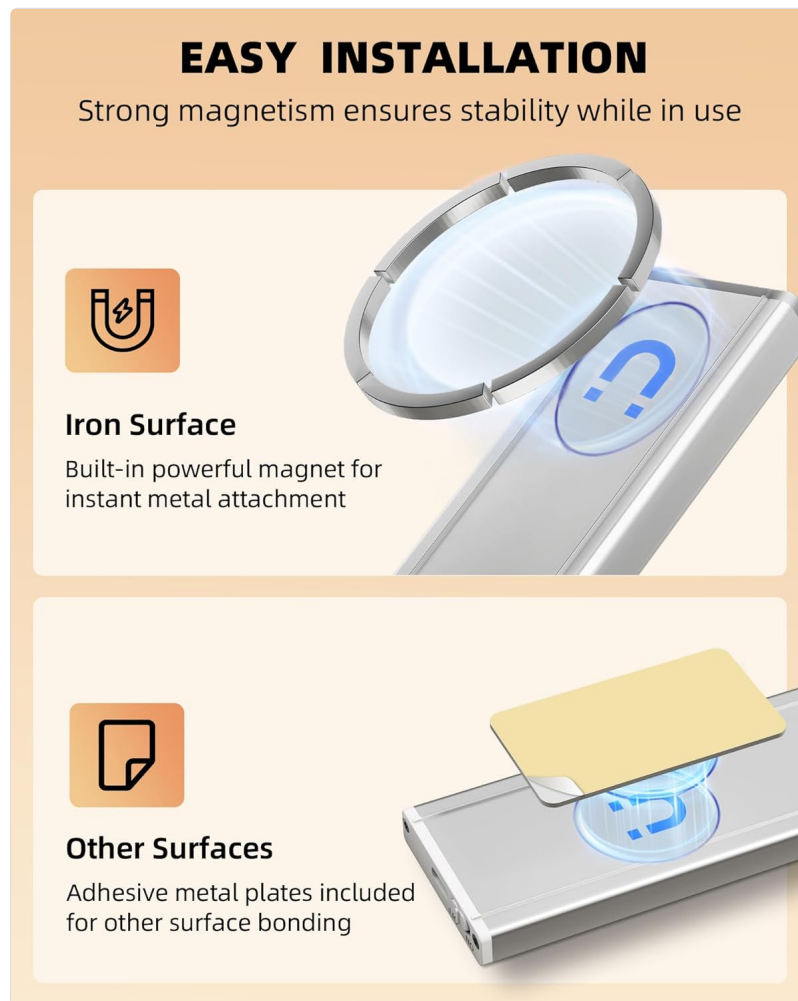 EASY INSTALLATION
Strong magnetism ensures stability while in use
Iron Surface
Built-in powerful magnet for
instant metal attachment
Other Surfaces
Adhesive metal plates included
for other surface bonding